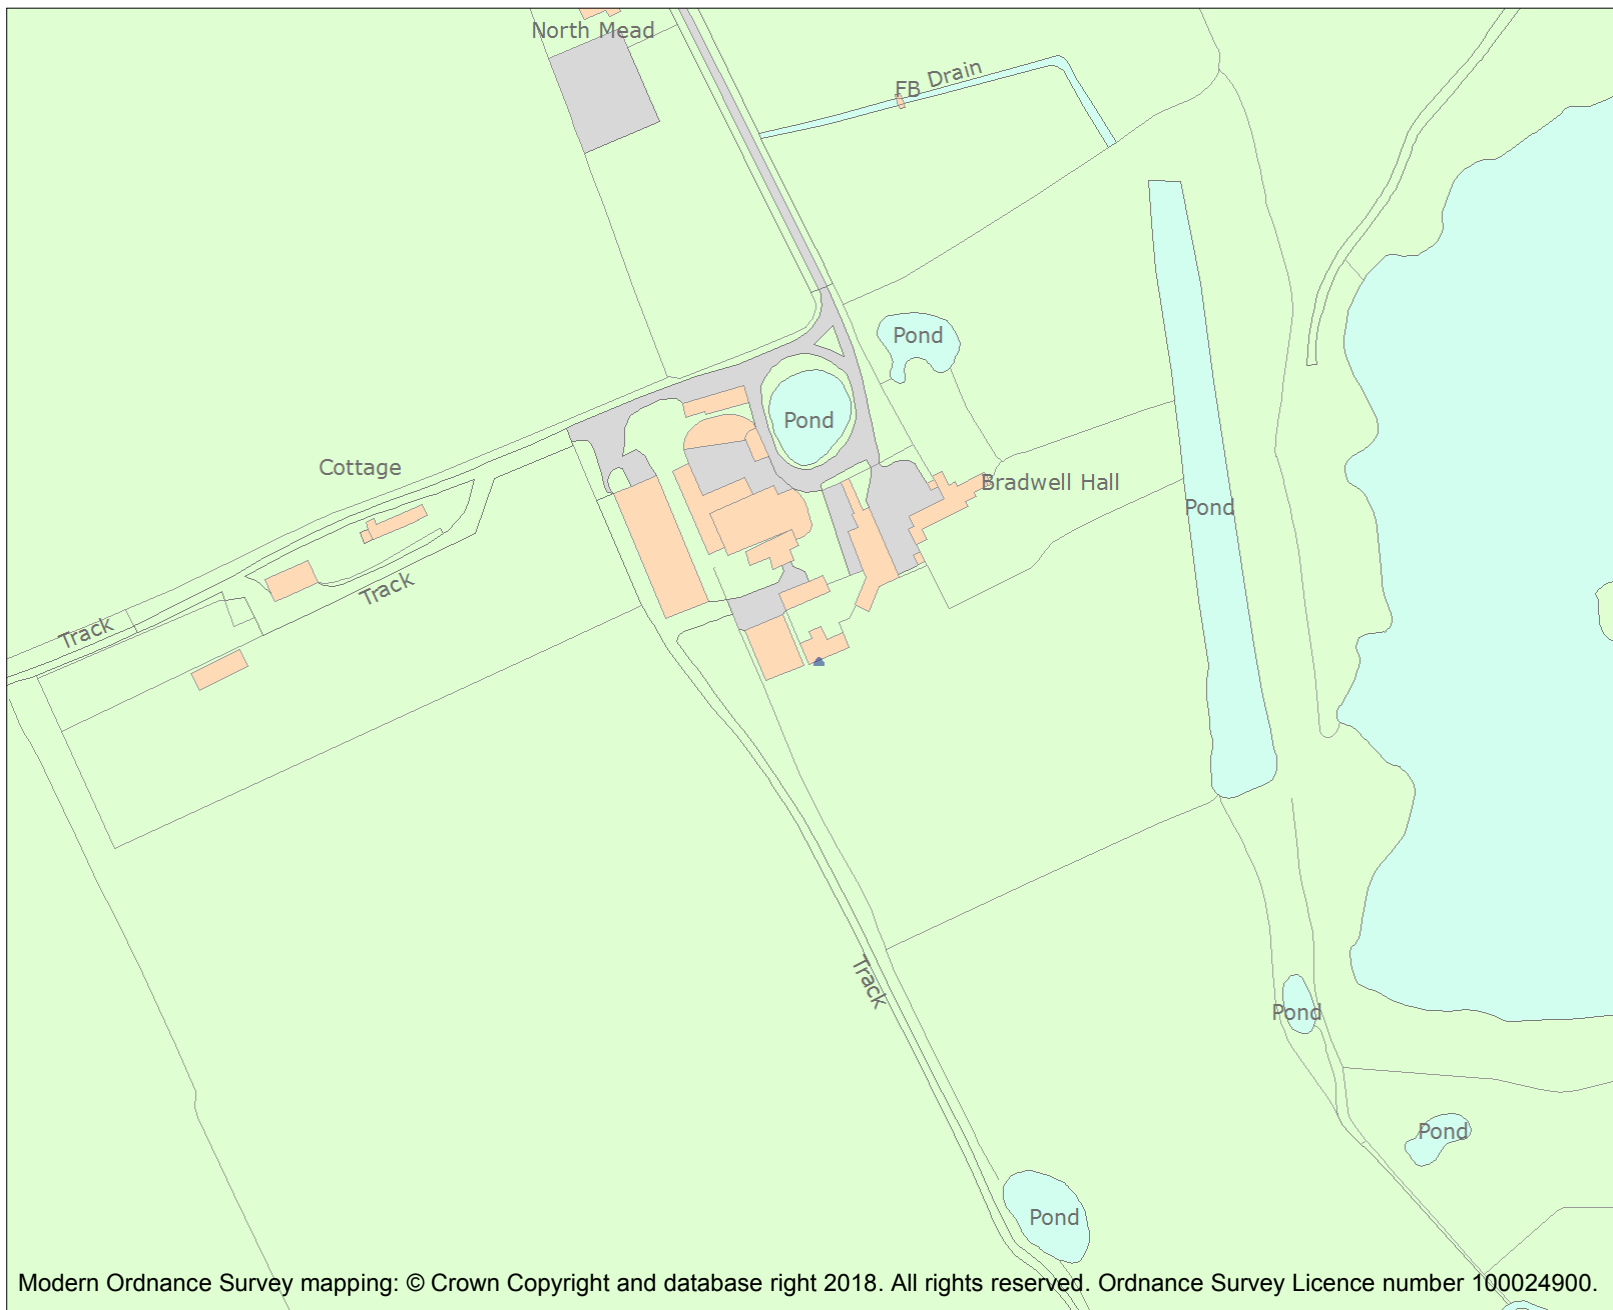 North Mead
FB Drain
Pond
Pond
Cottage
Bradwell Hall
Pond
Track
Track
Track
Pond
Pond
Pond
Modern Ordnance Survey mapping: © Crown Copyright and database right 2018. All rights reserved. Ordnance Survey Licence number 100024900.